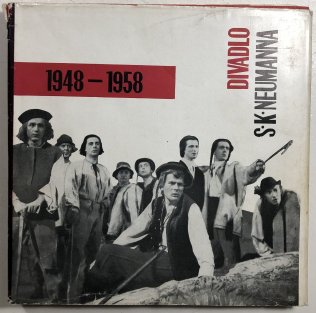 1948 – 1958
DIVADLO
S·K·NEUMANNA